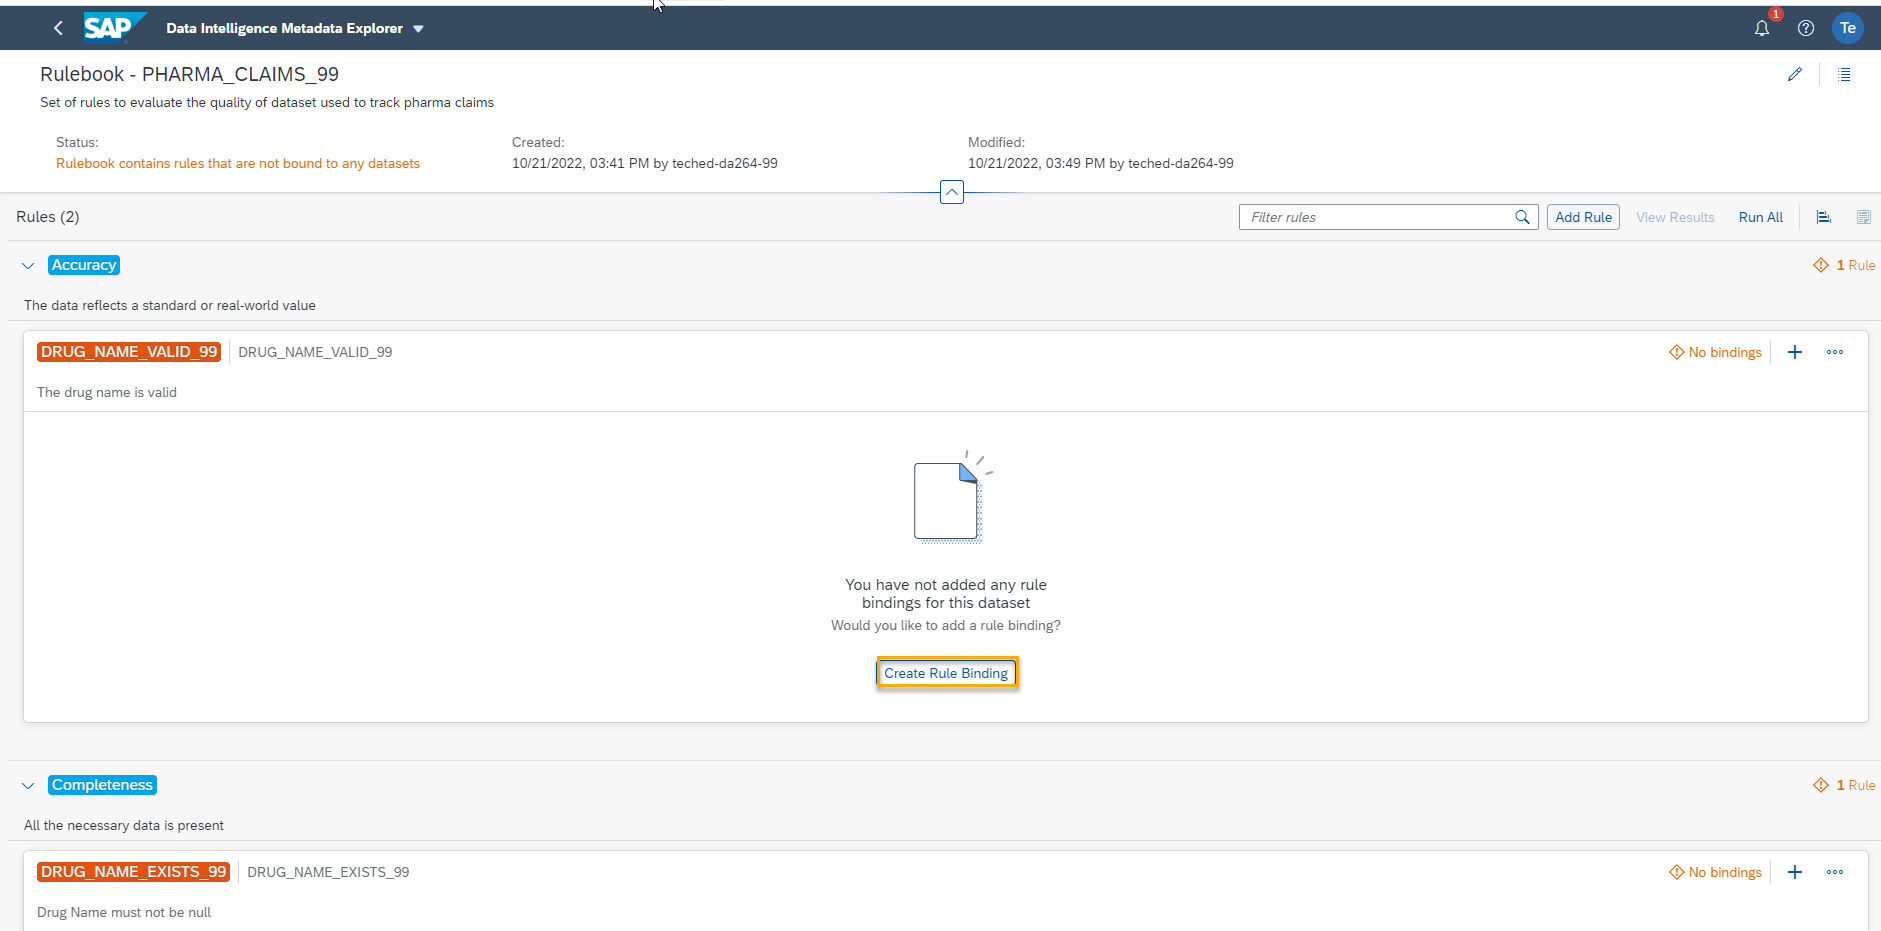 SAP Data Intelligence Metadata Explorer 1 Te
Rulebook - PHARMA_CLAIMS_99
Set of rules to evaluate the quality of dataset used to track pharma claims
Status: Created: Modified:
Rulebook contains rules that are not bound to any datasets 10/21/2022, 03:41 PM by teched-da264-99 10/21/2022, 03:49 PM by teched-da264-99
Rules (2) Filter rules Add Rule View Results Run All
Accuracy 1 Rule
The data reflects a standard or real-world value
DRUG_NAME_VALID_99 DRUG_NAME_VALID_99 No bindings
The drug name is valid
You have not added any rule
bindings for this dataset
Would you like to add a rule binding?
Create Rule Binding
Completeness 1 Rule
All the necessary data is present
DRUG_NAME_EXISTS_99 DRUG_NAME_EXISTS_99 No bindings
Drug Name must not be null